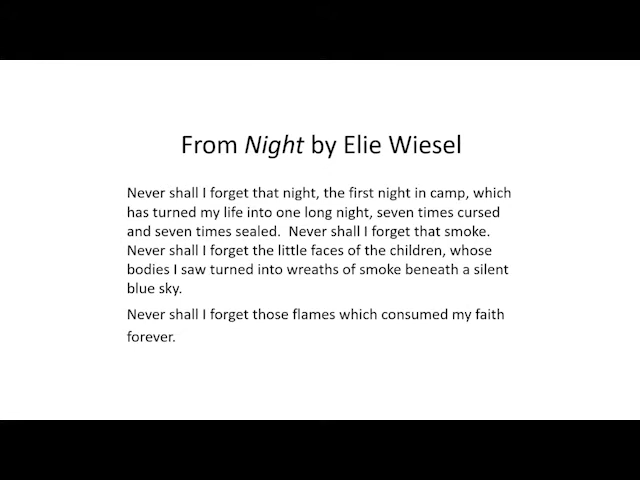 From Night by Elie Wiesel
Never shall I forget that night, the first night in camp, which
has turned my life into one long night, seven times cursed
and seven times sealed.  Never shall I forget that smoke.
Never shall I forget the little faces of the children, whose
bodies I saw turned into wreaths of smoke beneath a silent
blue sky.
Never shall I forget those flames which consumed my faith
forever.